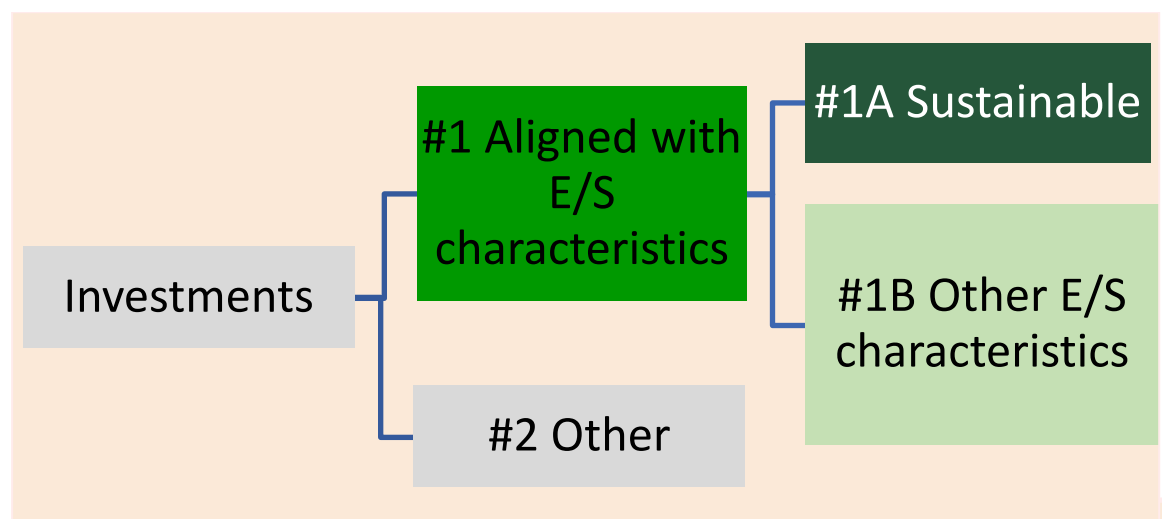 Investments
#1 Aligned with
E/S
characteristics
#2 Other
#1A Sustainable
#1B Other E/S
characteristics